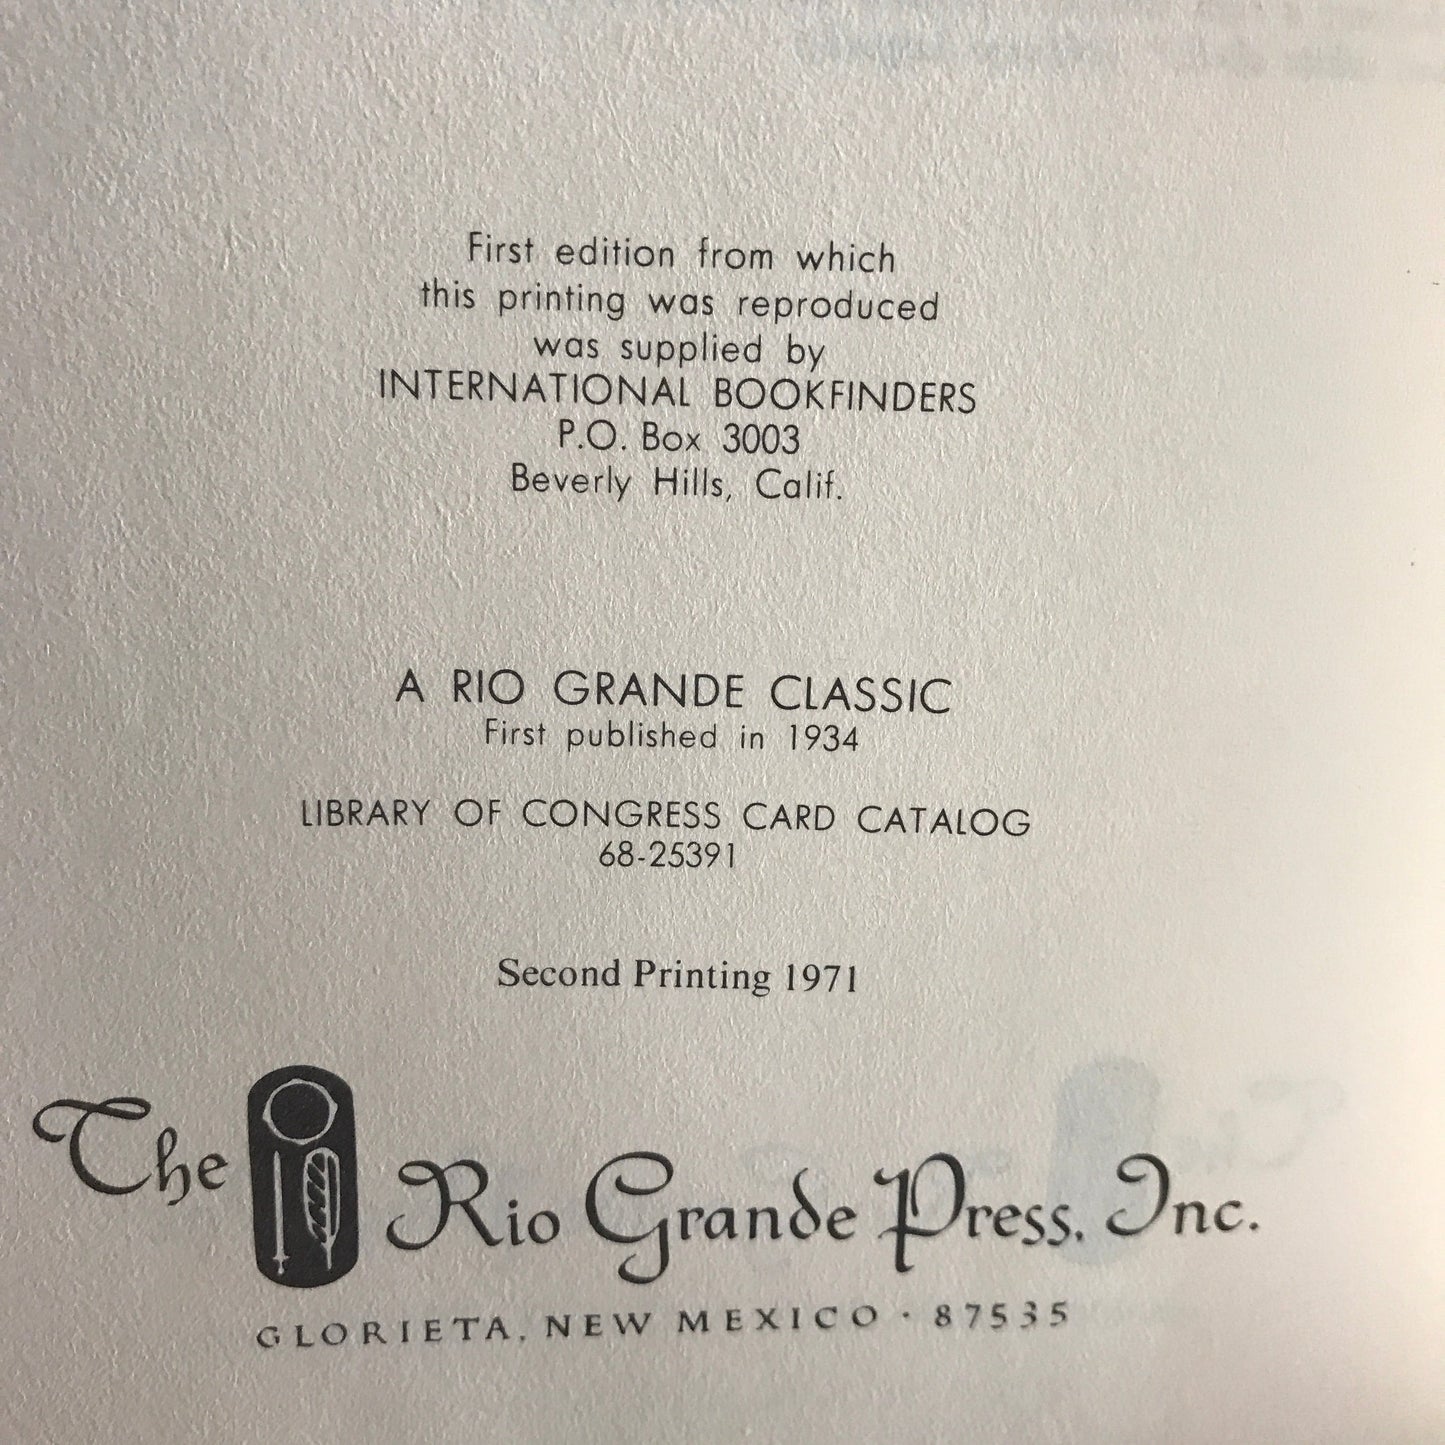 First edition from which
this printing was reproduced
was supplied by
INTERNATIONAL BOOKFINDERS
P.O. Box 3003
Beverly Hills, Calif.
A RIO GRANDE CLASSIC
First published in 1934
LIBRARY OF CONGRESS CARD CATALOG
68-25391
Second Printing 1971
The Rio Grande Press, Inc.
GLORIETA, NEW MEXICO · 87535